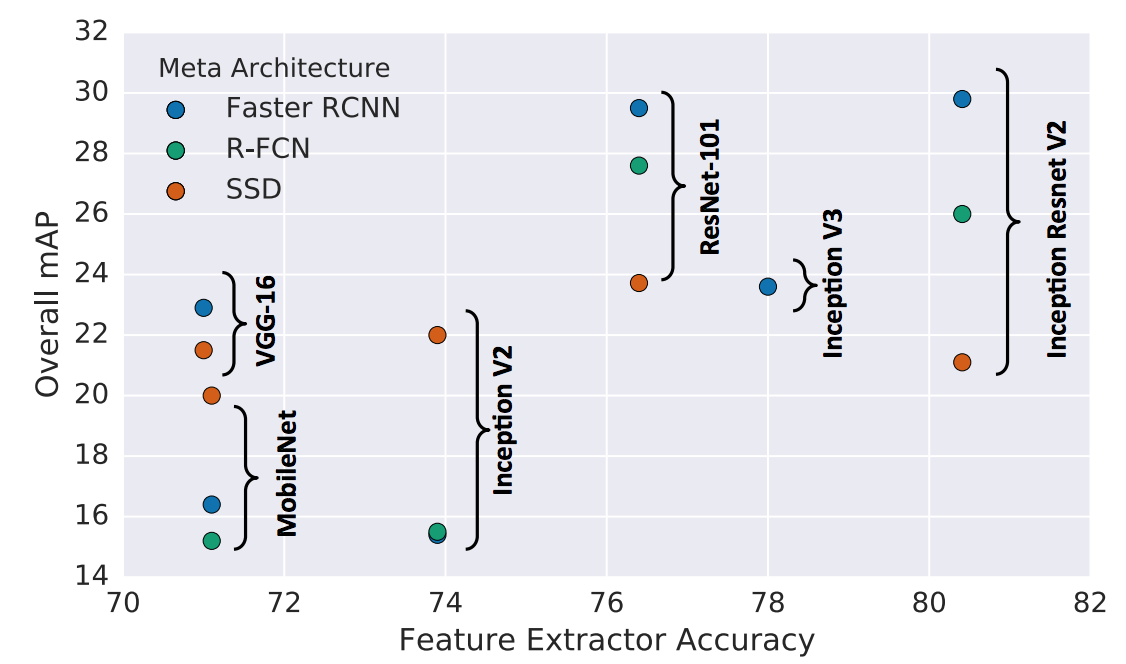 32
30
28
26
24
22
20
18
16
14
Overall mAP
Meta Architecture
Faster RCNN
R-FCN
SSD
VGG-16
MobileNet
Inception V2
ResNet-101
Inception V3
Inception Resnet V2
70 72 74 76 78 80 82
Feature Extractor Accuracy